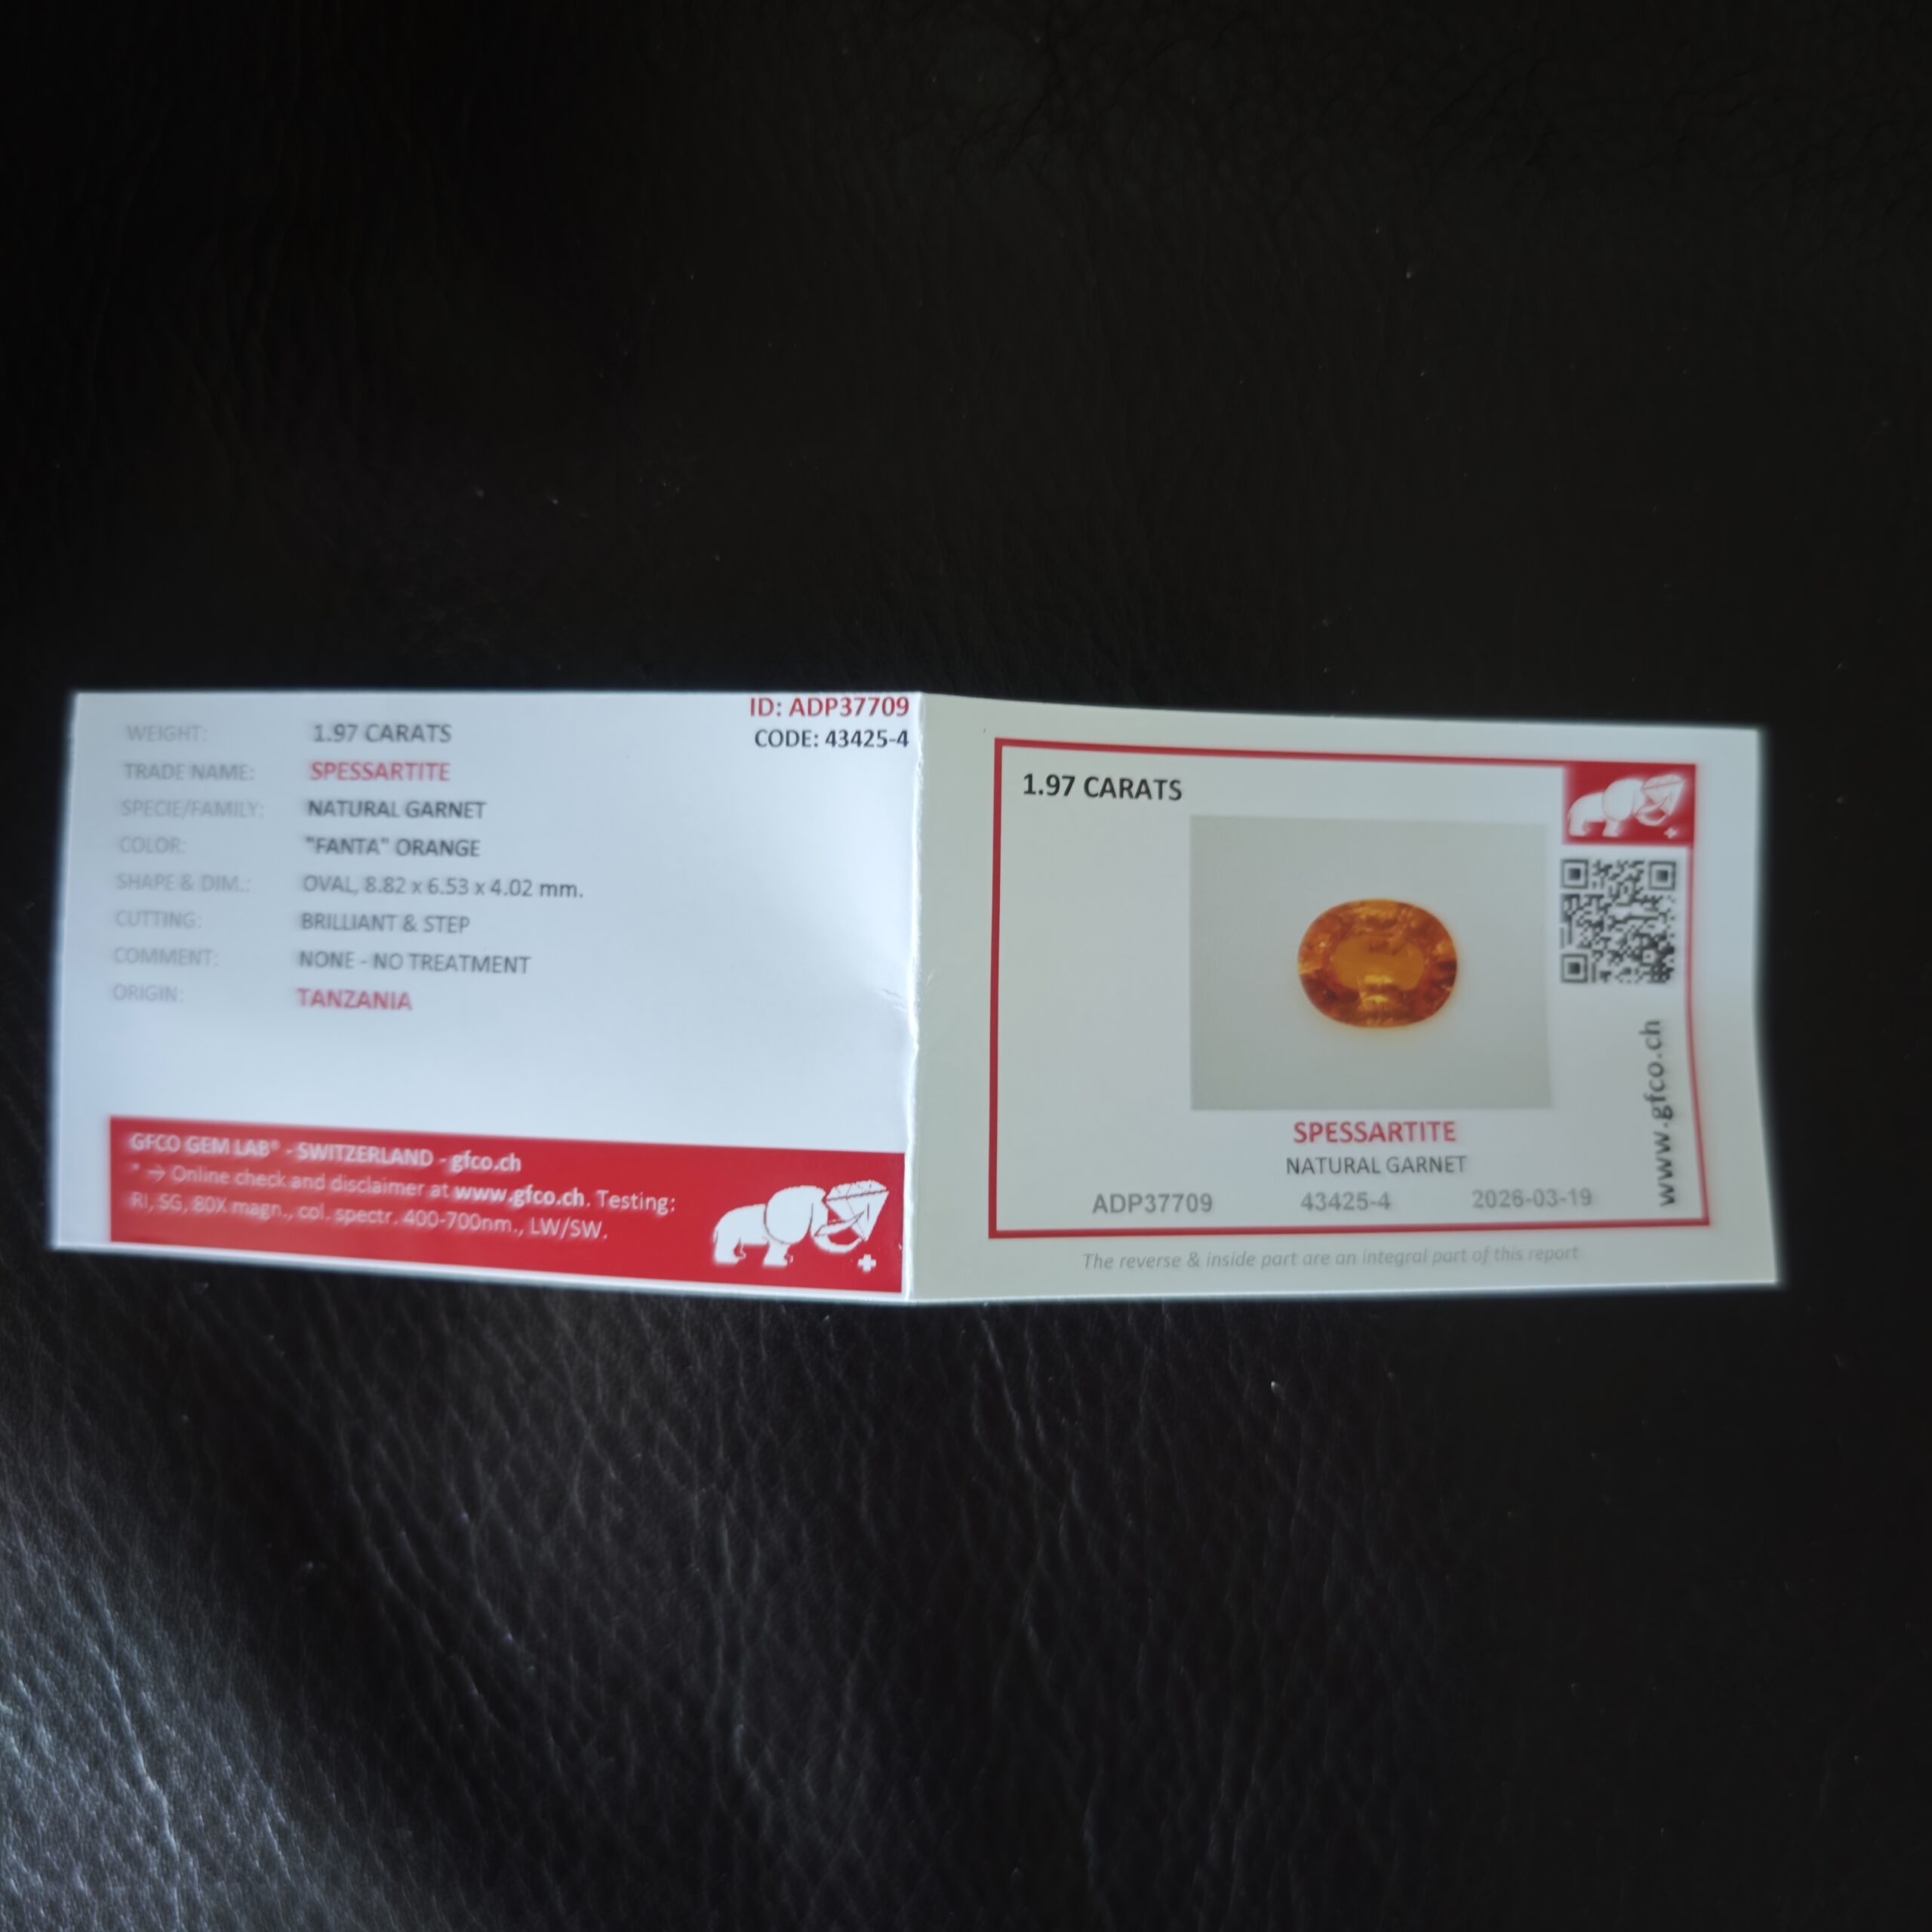 ID: ADP37709
CODE: 43425-4
WEIGHT: 1.97 CARATS
TRADE NAME: SPESSARTITE
SPECIE/FAMILY: NATURAL GARNET
COLOR: "FANTA" ORANGE
SHAPE & DIM.: OVAL, 8.82 x 6.53 x 4.02 mm.
CUTTING: BRILLIANT & STEP
COMMENT: NONE - NO TREATMENT
ORIGIN: TANZANIA
GFCO GEM LAB® - SWITZERLAND - gfco.ch
* → Online check and disclaimer at www.gfco.ch. Testing:
RI, SG, 80X magn., col. spectr. 400-700nm., LW/SW.
1.97 CARATS
www.gfco.ch
SPESSARTITE
NATURAL GARNET
ADP37709 43425-4 2026-03-19
The reverse & inside part are an integral part of this report